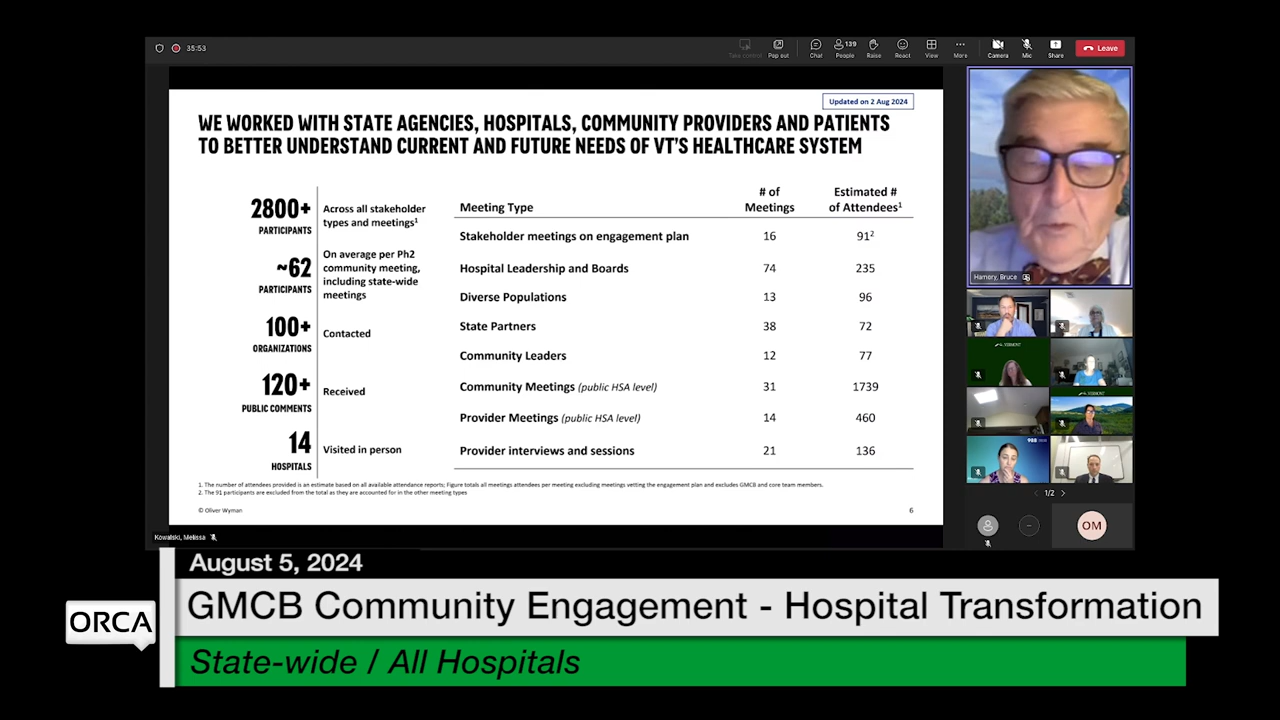 35:53
Take control
Pop out
Chat
139
People
Raise
React
View
More
Camera
Mic
Share
Leave
Updated on 2 Aug 2024
WE WORKED WITH STATE AGENCIES, HOSPITALS, COMMUNITY PROVIDERS AND PATIENTS
TO BETTER UNDERSTAND CURRENT AND FUTURE NEEDS OF VT'S HEALTHCARE SYSTEM
2800+
PARTICIPANTS
Across all stakeholder
types and meetings1
~62
PARTICIPANTS
On average per Ph2
community meeting,
including state-wide
meetings
100+
ORGANIZATIONS
Contacted
120+
PUBLIC COMMENTS
Received
14
HOSPITALS
Visited in person
Meeting Type # of Meetings Estimated # of Attendees1
Stakeholder meetings on engagement plan 16 912
Hospital Leadership and Boards 74 235
Diverse Populations 13 96
State Partners 38 72
Community Leaders 12 77
Community Meetings (public HSA level) 31 1739
Provider Meetings (public HSA level) 14 460
Provider interviews and sessions 21 136
1. The number of attendees provided is an estimate based on all available attendance reports; Figure totals all meetings attendees per meeting excluding meetings vetting the engagement plan and excludes GMCB and core team members.
2. The 91 participants are excluded from the total as they are accounted for in the other meeting types
© Oliver Wyman
6
Hamory, Bruce
VERMONT
VERMONT
988
1/2
OM
Kowalski, Melissa
August 5, 2024
ORCA
GMCB Community Engagement - Hospital Transformation
State-wide / All Hospitals